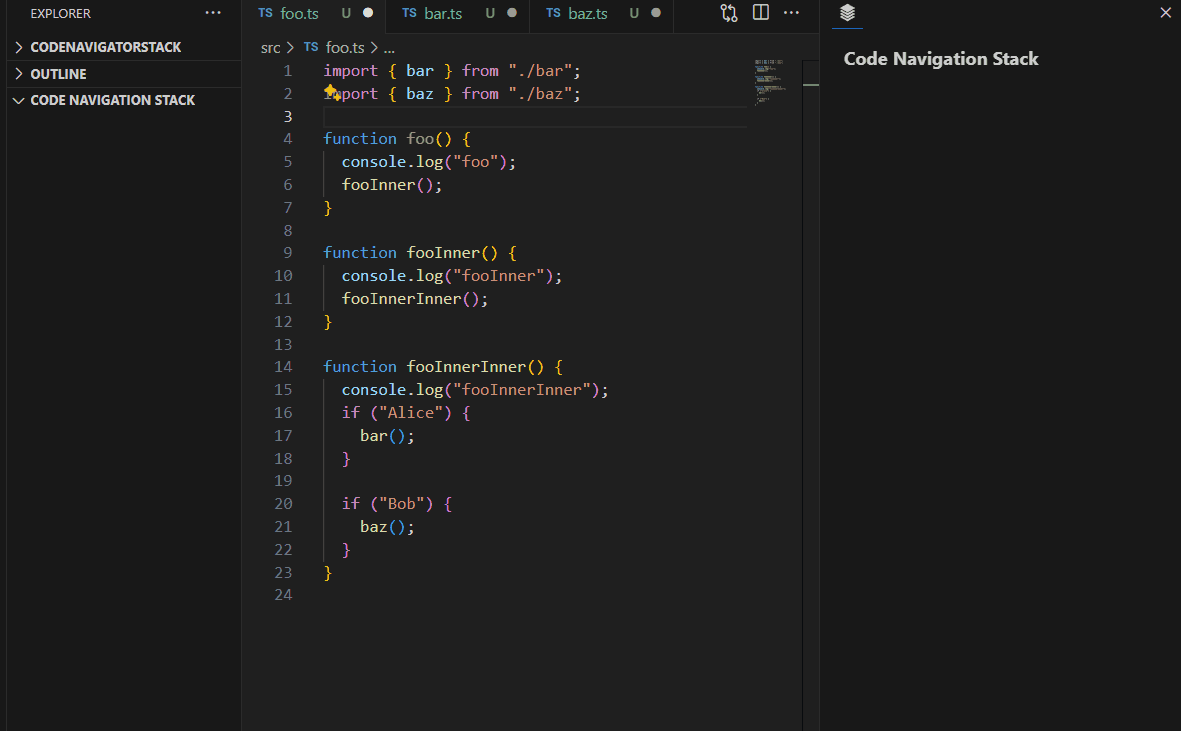 EXPLORER ...
CODENAVIGATORSTACK
OUTLINE
CODE NAVIGATION STACK
TS foo.ts U
TS bar.ts U
TS baz.ts U
src > TS foo.ts > ...
1 import { bar } from "./bar";
2 import { baz } from "./baz";
3
4 function foo() {
5 console.log("foo");
6 fooInner();
7 }
8
9 function fooInner() {
10 console.log("fooInner");
11 fooInnerInner();
12 }
13
14 function fooInnerInner() {
15 console.log("fooInnerInner");
16 if ("Alice") {
17 bar();
18 }
19
20 if ("Bob") {
21 baz();
22 }
23 }
24
Code Navigation Stack